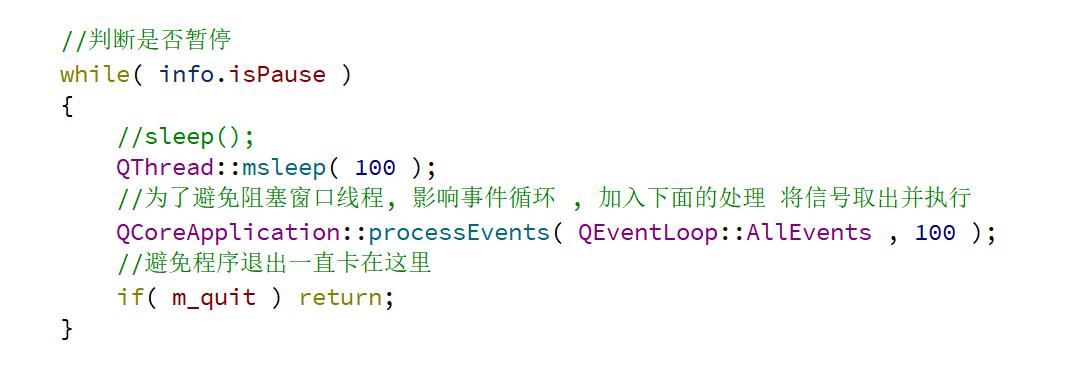 //判断是否暂停
while( info.isPause )
{
//sleep();
QThread::msleep( 100 );
//为了避免阻塞窗口线程, 影响事件循环 , 加入下面的处理 将信号取出并执行
QCoreApplication::processEvents( QEventLoop::AllEvents , 100 );
//避免程序退出一直卡在这里
if( m_quit ) return;
}